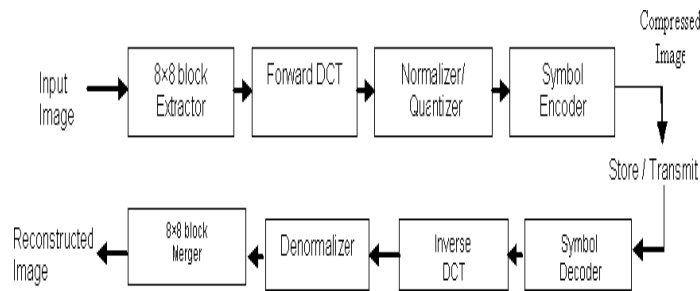 Compressed
Image
Input
Image
8×8 block
Extractor
Forward DCT
Normalizer/
Quantizer
Symbol
Encoder
Store / Transmit
Reconstructed
Image
8×8 block
Merger
Denormalizer
Inverse
DCT
Symbol
Decoder